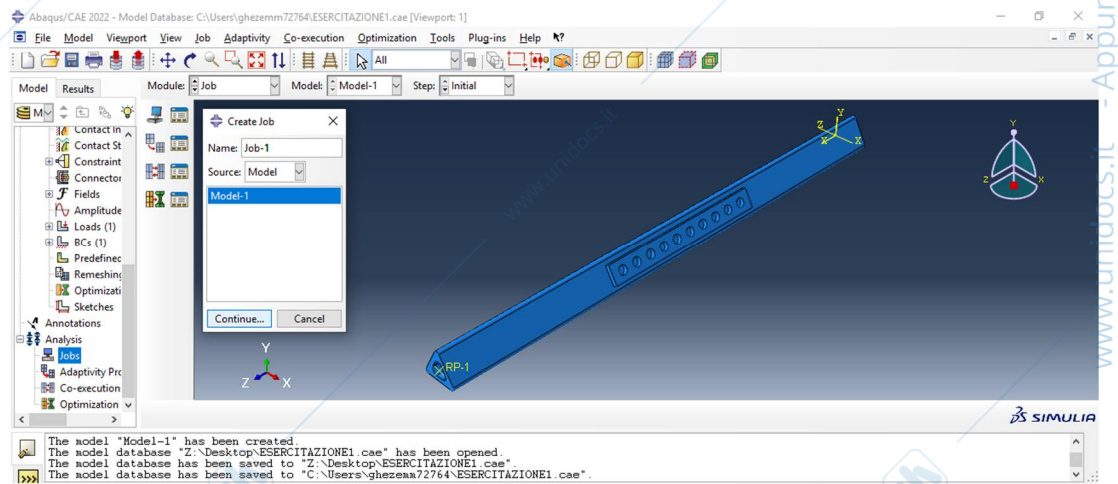 Abaqus/CAE 2022 - Model Database: C:\Users\ghezemm72764\ESERCITAZIONE1.cae [Viewport: 1]
File Model Viewport View Job Adaptivity Co-execution Optimization Tools Plug-ins Help
All
Model Results Module: Job Model: Model-1 Step: Initial
Contact In
Contact St
Constraint
Connector
Fields
Amplitude
Loads (1)
BCs (1)
Predefined
Remeshing
Optimizati
Sketches
Annotations
Analysis
Jobs
Adaptivity Prc
Co-execution
Optimization
Create Job
Name: Job-1
Source: Model
Model-1
Continue... Cancel
Y
Z
X
X
Y
Z
X
RP-1
Y
Z
X
SIMULIA
The model "Model-1" has been created.
The model database "Z:\Desktop\ESERCITAZIONE1.cae" has been opened.
The model database has been saved to "Z:\Desktop\ESERCITAZIONE1.cae".
The model database has been saved to "C:\Users\ghezemm72764\ESERCITAZIONE1.cae".
www.unidocs.it
www.unidocs.it - Appur